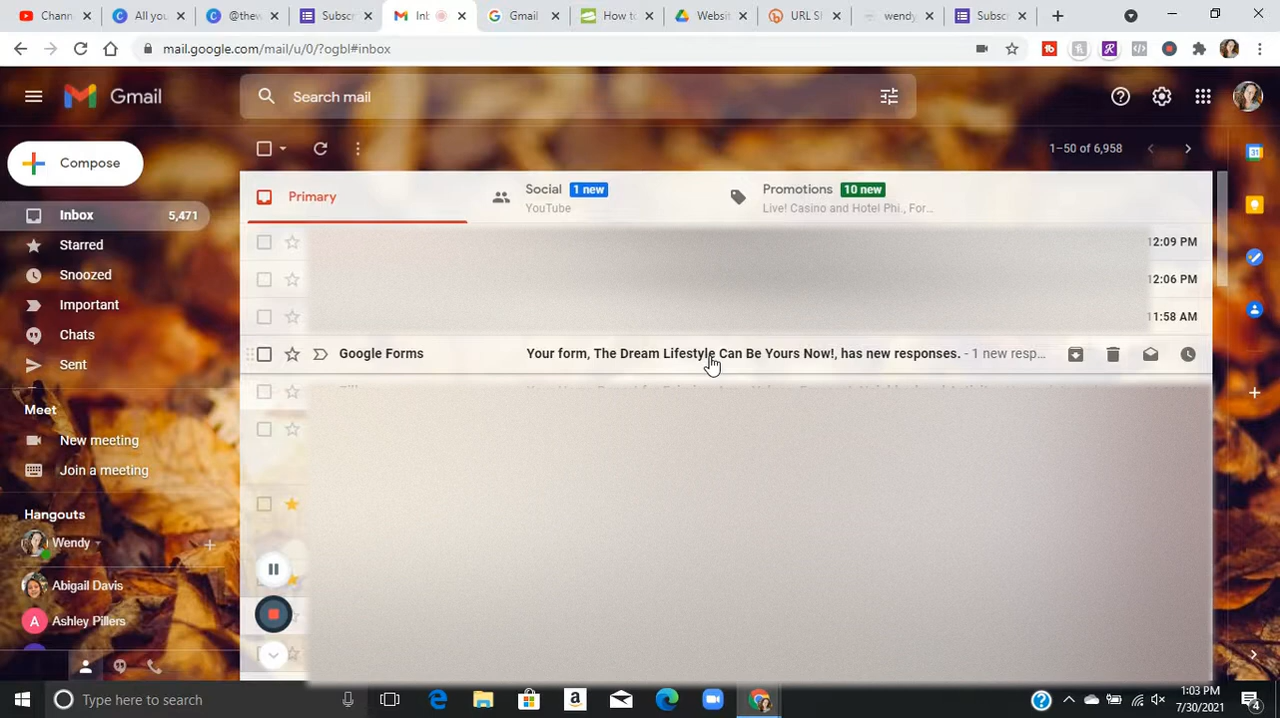 Call
All you
@thew
Subscr
Inb
Gmail
How to
Websit
URL Sh
wendy
Subsc
mail.google.com/mail/u/0/?ogbl#inbox
Gmail
Search mail
Compose
1–50 of 6,958
Inbox 5,471
Primary
Social 1 new
YouTube
Promotions 10 new
Live! Casino and Hotel Phi., For...
Starred
12:09 PM
Snoozed
12:06 PM
Important
Chats
11:58 AM
Google Forms Your form, The Dream Lifestyle Can Be Yours Now!, has new responses. - 1 new resp...
Sent
Meet
New meeting
Join a meeting
Hangouts
Wendy
Abigail Davis
A Ashley Pillers
Type here to search
1:03 PM
7/30/2021
4